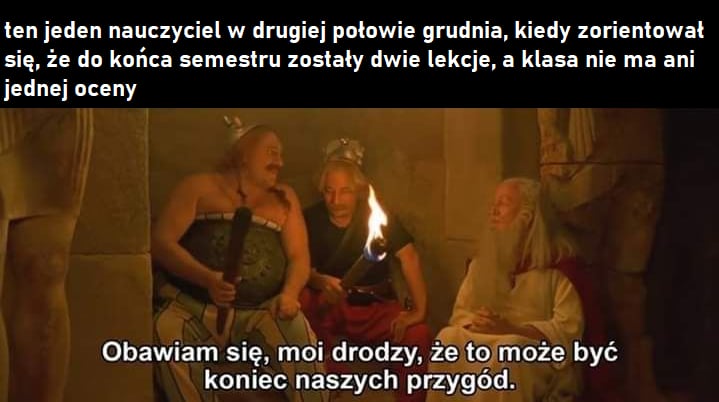 ten jeden nauczyciel w drugiej połowie grudnia, kiedy zorientował
się, że do końca semestru zostały dwie lekcje, a klasa nie ma ani
jednej oceny
Obawiam się, moi drodzy, że to może być
koniec naszych przygód.